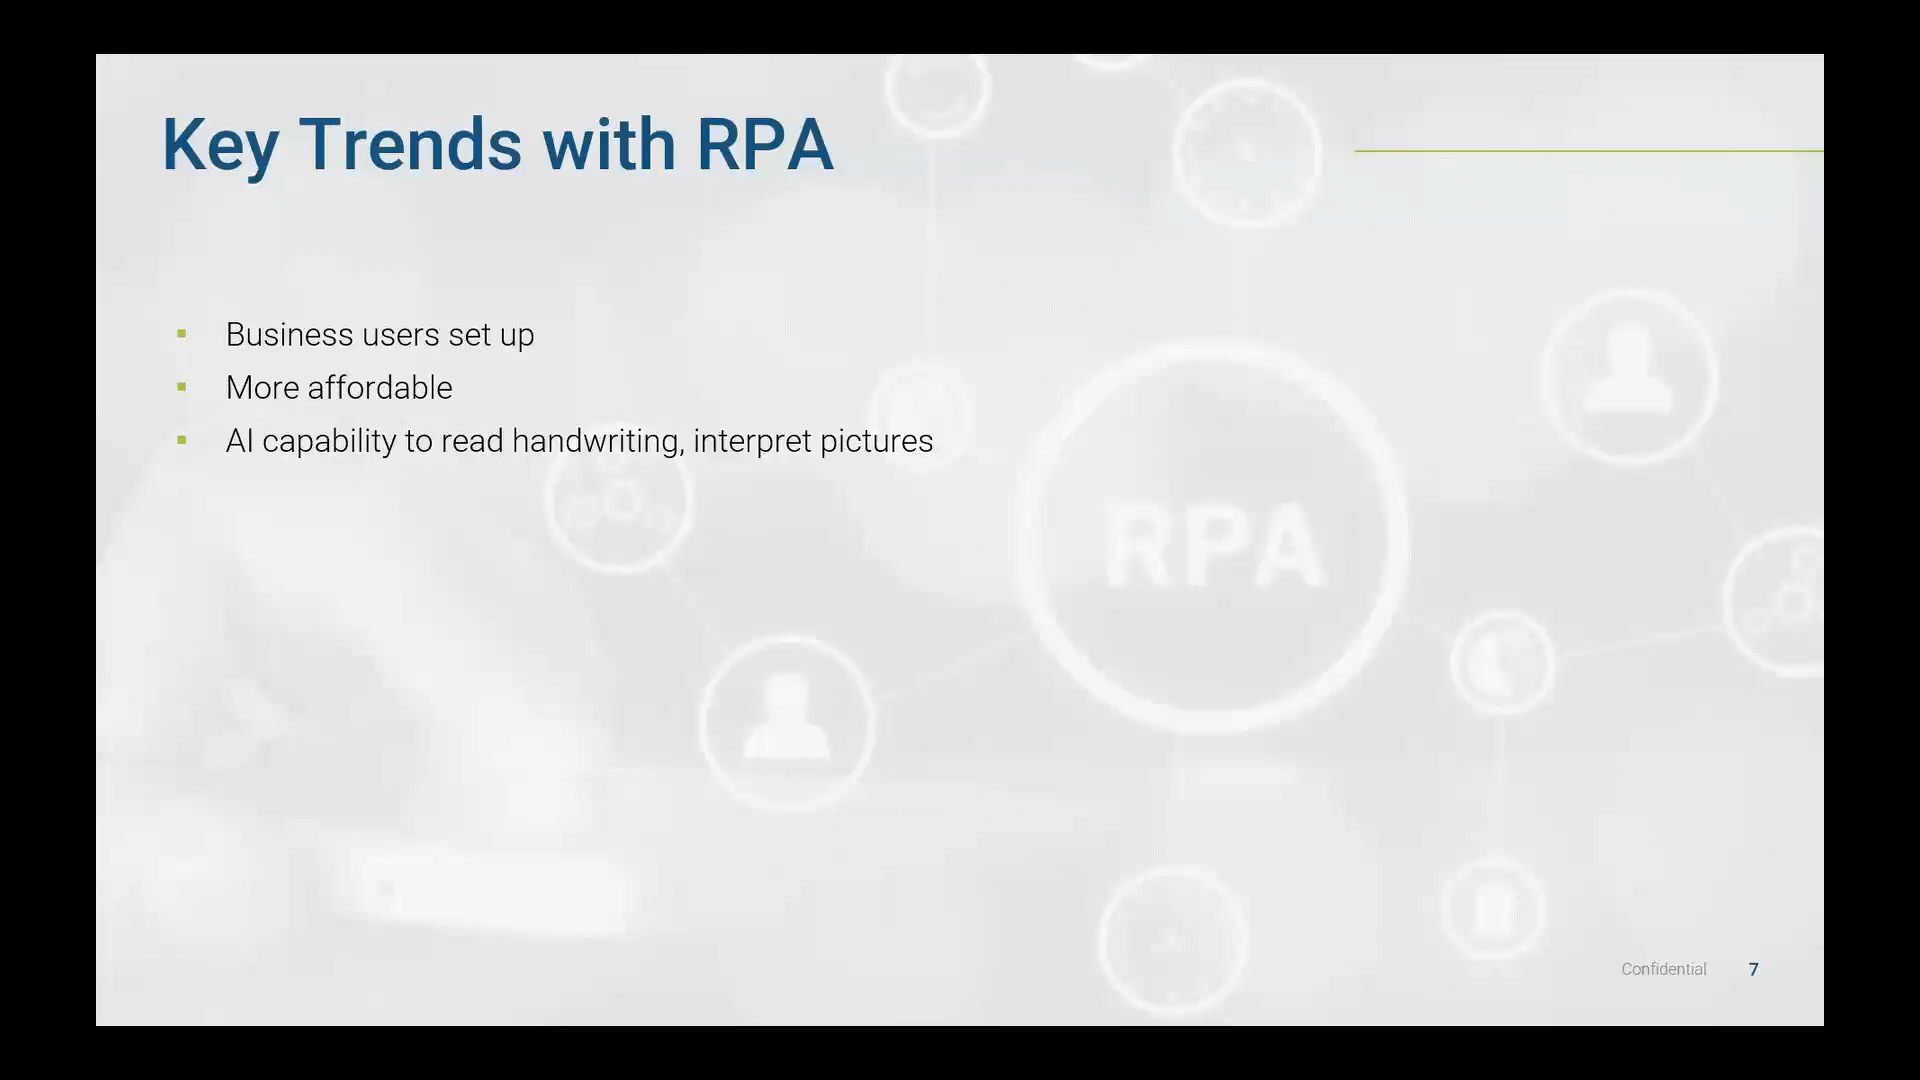 Key Trends with RPA
▪ Business users set up
▪ More affordable
▪ AI capability to read handwriting, interpret pictures
RPA
Confidential 7